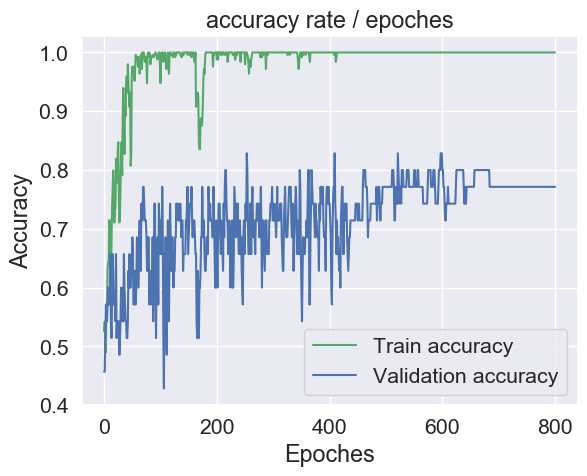 accuracy rate / epoches
1.0
0.9
0.8
0.7
0.6
0.5
0.4
Accuracy
Train accuracy
Validation accuracy
0 200 400 600 800
Epoches